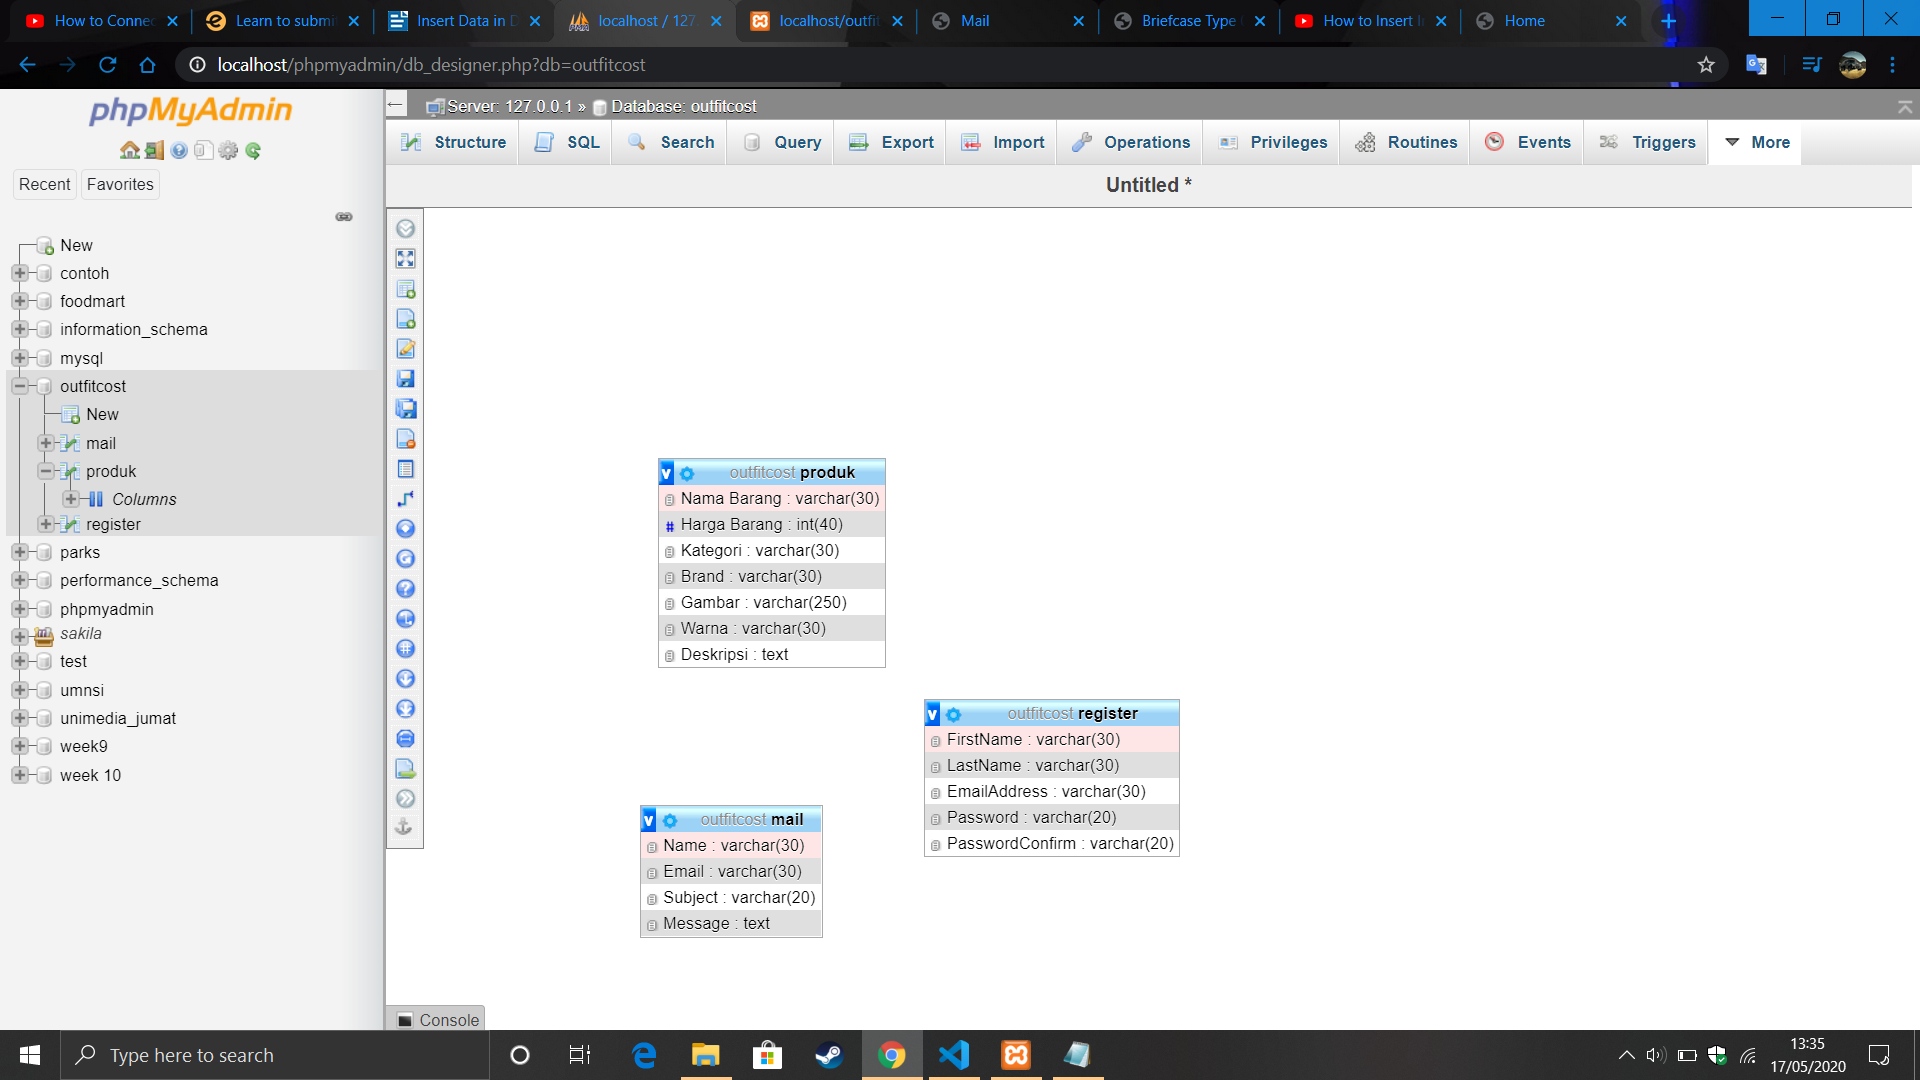 How to Connec
Learn to submi
Insert Data in D
localhost / 127
localhost/outfit
Mail
Briefcase Type
How to Insert I
Home
localhost/phpmyadmin/db_designer.php?db=outfitcost
phpMyAdmin
Recent
Favorites
New
contoh
foodmart
information_schema
mysql
outfitcost
New
mail
produk
Columns
register
parks
performance_schema
phpmyadmin
sakila
test
umnsi
unimedia_jumat
week9
week 10
Server: 127.0.0.1 » Database: outfitcost
Structure
SQL
Search
Query
Export
Import
Operations
Privileges
Routines
Events
Triggers
More
Untitled *
v outfitcost produk
Nama Barang : varchar(30)
# Harga Barang : int(40)
Kategori : varchar(30)
Brand : varchar(30)
Gambar : varchar(250)
Warna : varchar(30)
Deskripsi : text
v outfitcost register
FirstName : varchar(30)
LastName : varchar(30)
EmailAddress : varchar(30)
Password : varchar(20)
PasswordConfirm : varchar(20)
v outfitcost mail
Name : varchar(30)
Email : varchar(30)
Subject : varchar(20)
Message : text
Console
Type here to search
13:35
17/05/2020